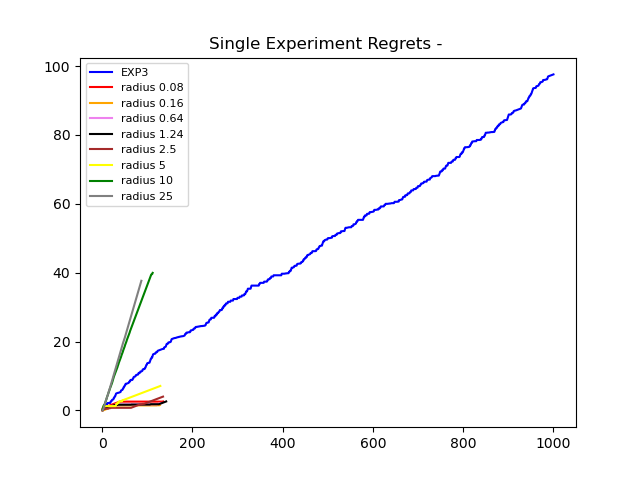 Single Experiment Regrets -
100
80
60
40
20
0
EXP3
radius 0.08
radius 0.16
radius 0.64
radius 1.24
radius 2.5
radius 5
radius 10
radius 25
0 200 400 600 800 1000